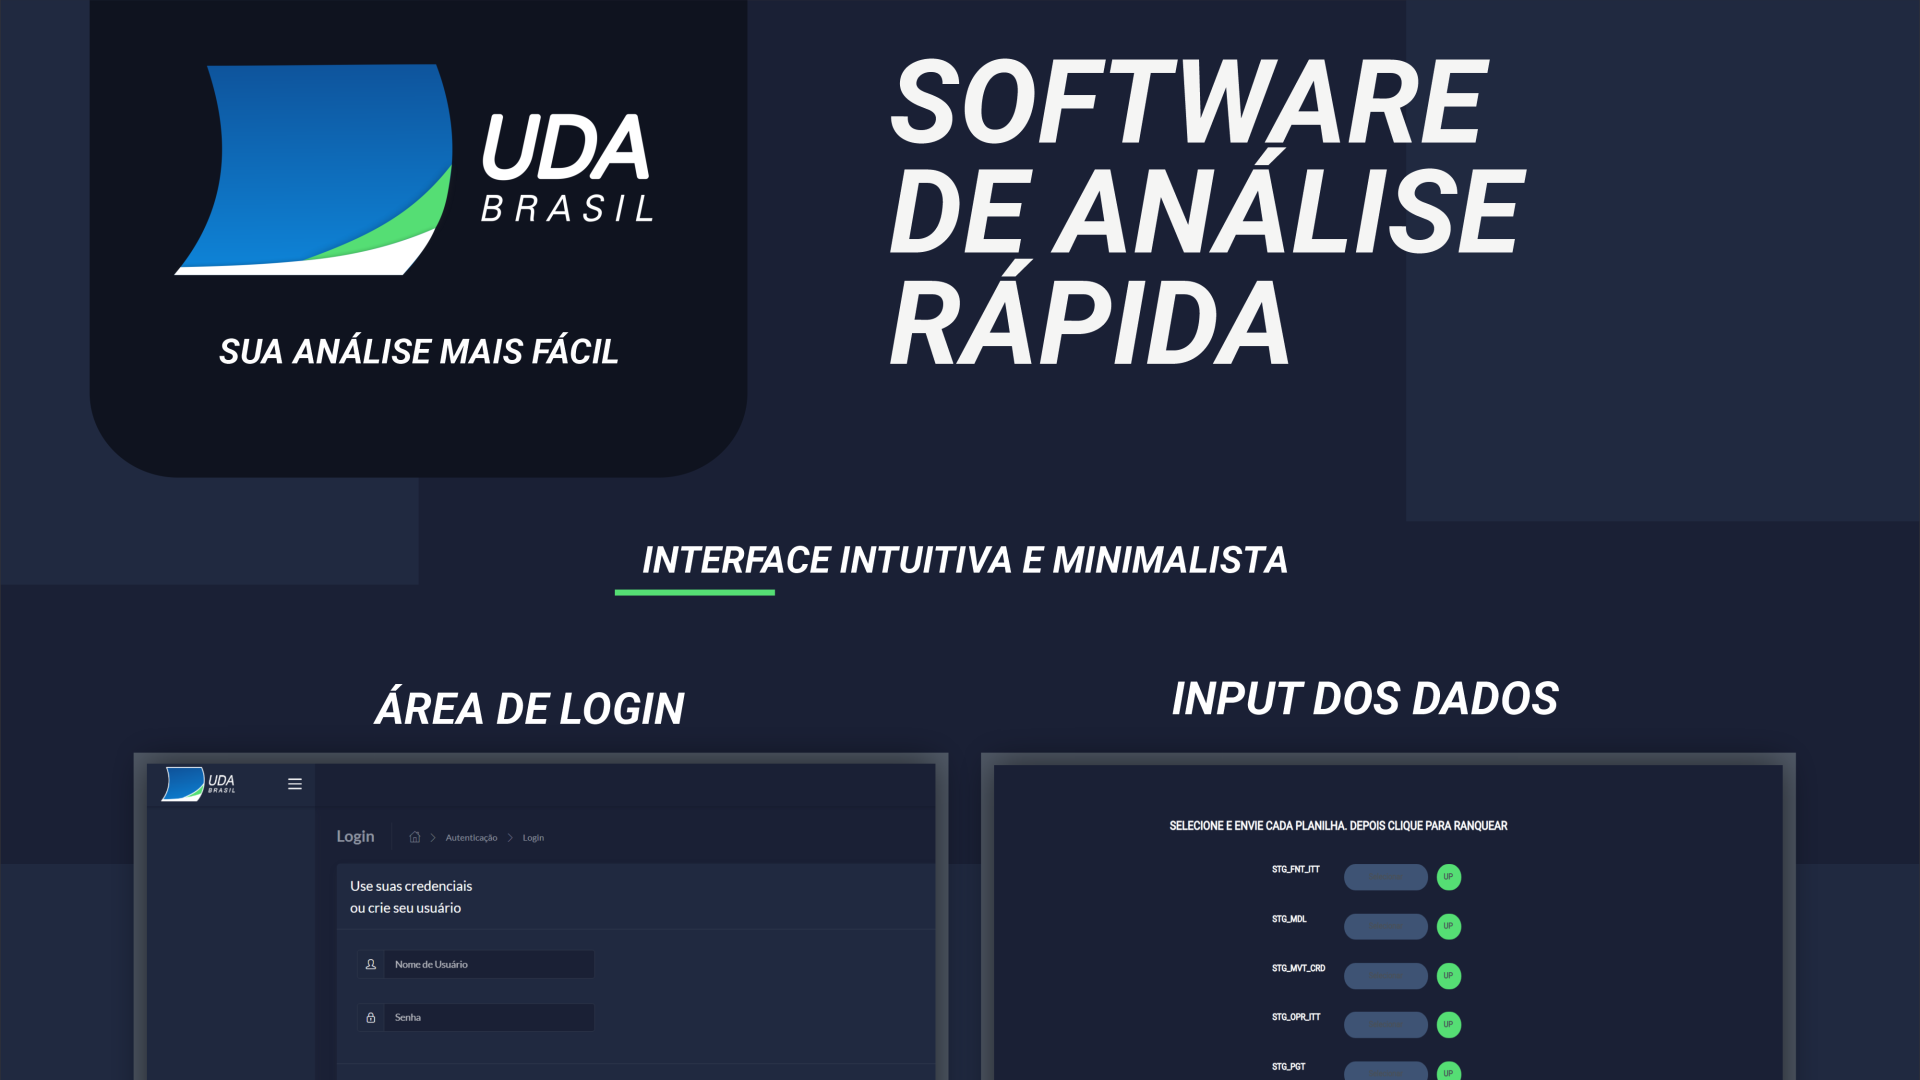 UDA
BRASIL
SUA ANÁLISE MAIS FÁCIL
SOFTWARE
DE ANÁLISE
RÁPIDA
INTERFACE INTUITIVA E MINIMALISTA
ÁREA DE LOGIN
UDA
BRASIL
Login
Autenticação
Login
Use suas credenciais
ou crie seu usuário
Nome de Usuário
Senha
INPUT DOS DADOS
SELECIONE E ENVIE CADA PLANILHA. DEPOIS CLIQUE PARA RANQUEAR
STG_FNT_ITT
UP
STG_MDL
UP
STG_MVT_CRD
UP
STG_OPR_ITT
UP
STG_PGT
UP